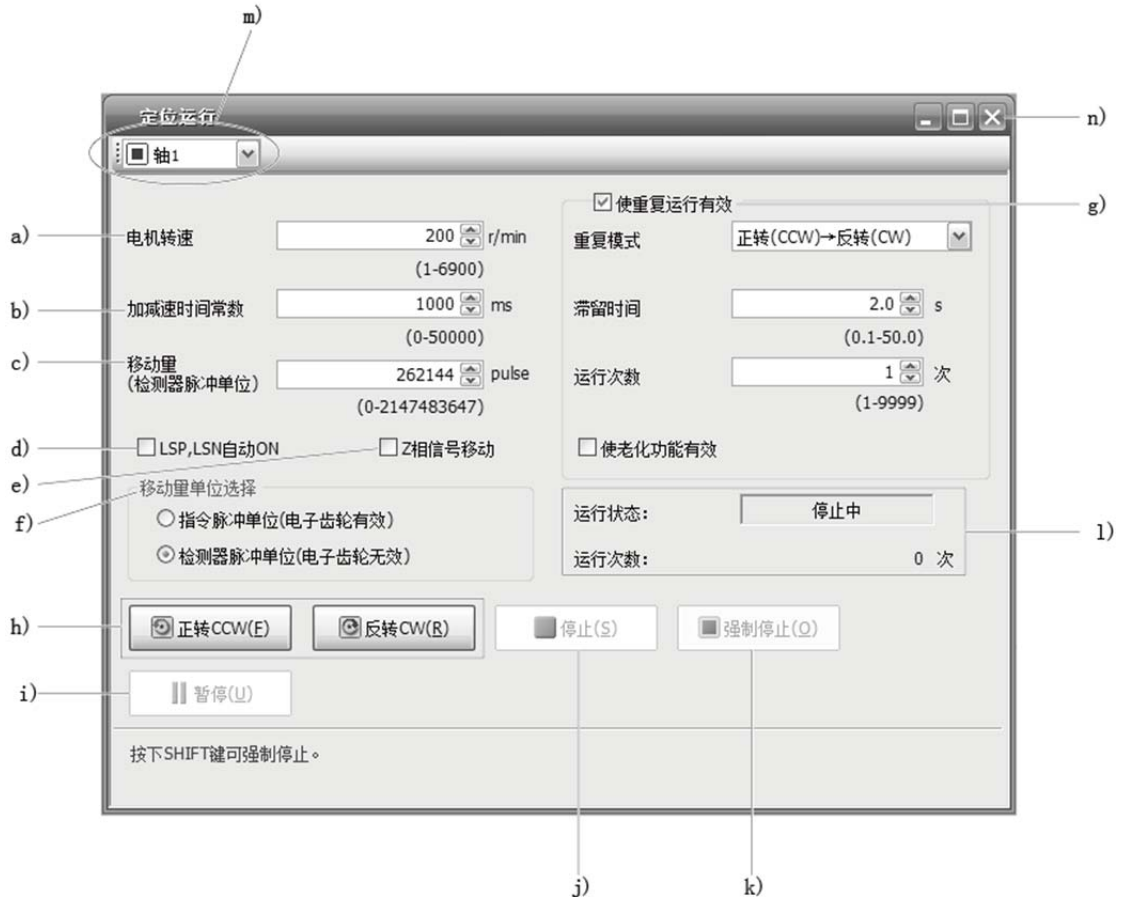 m)
定位运行
n)
轴1
使重复运行有效
g)
a)
电机转速
200
r/min
(1-6900)
重复模式
正转(CCW)→反转(CW)
b)
加减速时间常数
1000
ms
(0-50000)
滞留时间
2.0
s
(0.1-50.0)
c)
移动量
(检测器脉冲单位)
262144
pulse
(0-2147483647)
运行次数
1
次
(1-9999)
d)
LSP,LSN自动ON
Z相信号移动
使老化功能有效
e)
移动量单位选择
f)
指令脉冲单位(电子齿轮有效)
检测器脉冲单位(电子齿轮无效)
运行状态:
停止中
l)
运行次数:
0 次
h)
正转CCW(F)
反转CW(R)
停止(S)
强制停止(O)
i)
暂停(U)
按下SHIFT键可强制停止。
j)
k)